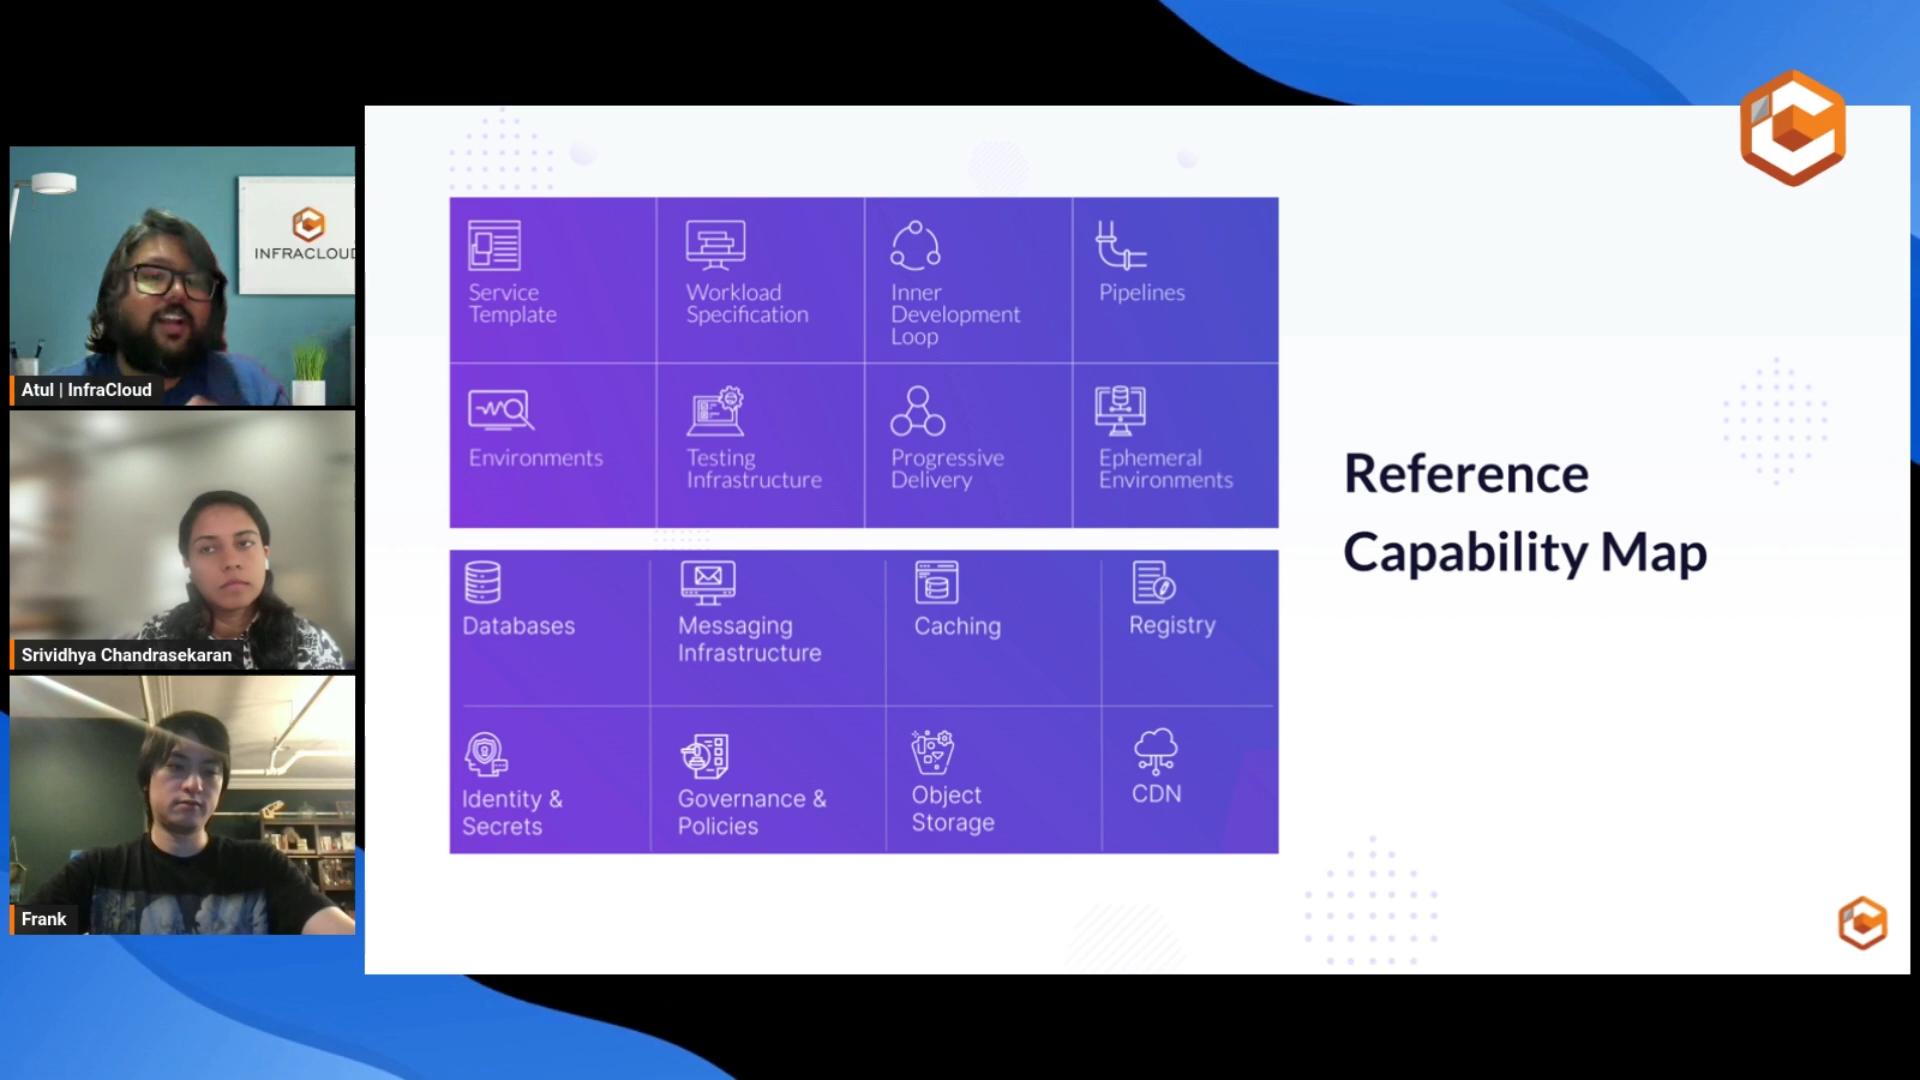 INFRACLOUD
Atul | InfraCloud
Srividhya Chandrasekaran
Frank
Service
Template
Workload
Specification
Inner
Development
Loop
Pipelines
Environments
Testing
Infrastructure
Progressive
Delivery
Ephemeral
Environments
Databases
Messaging
Infrastructure
Caching
Registry
Identity &
Secrets
Governance &
Policies
Object
Storage
CDN
Reference
Capability Map